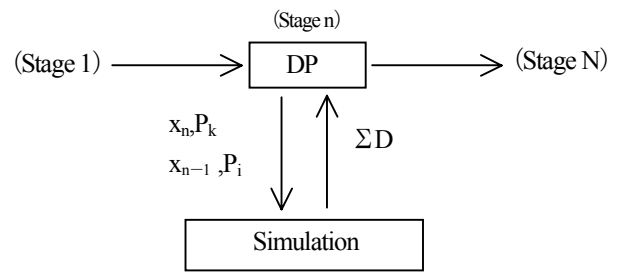 (Stage n)
(Stage 1)
DP
(Stage N)
xn,Pk
ΣD
xn−1 ,Pi
Simulation